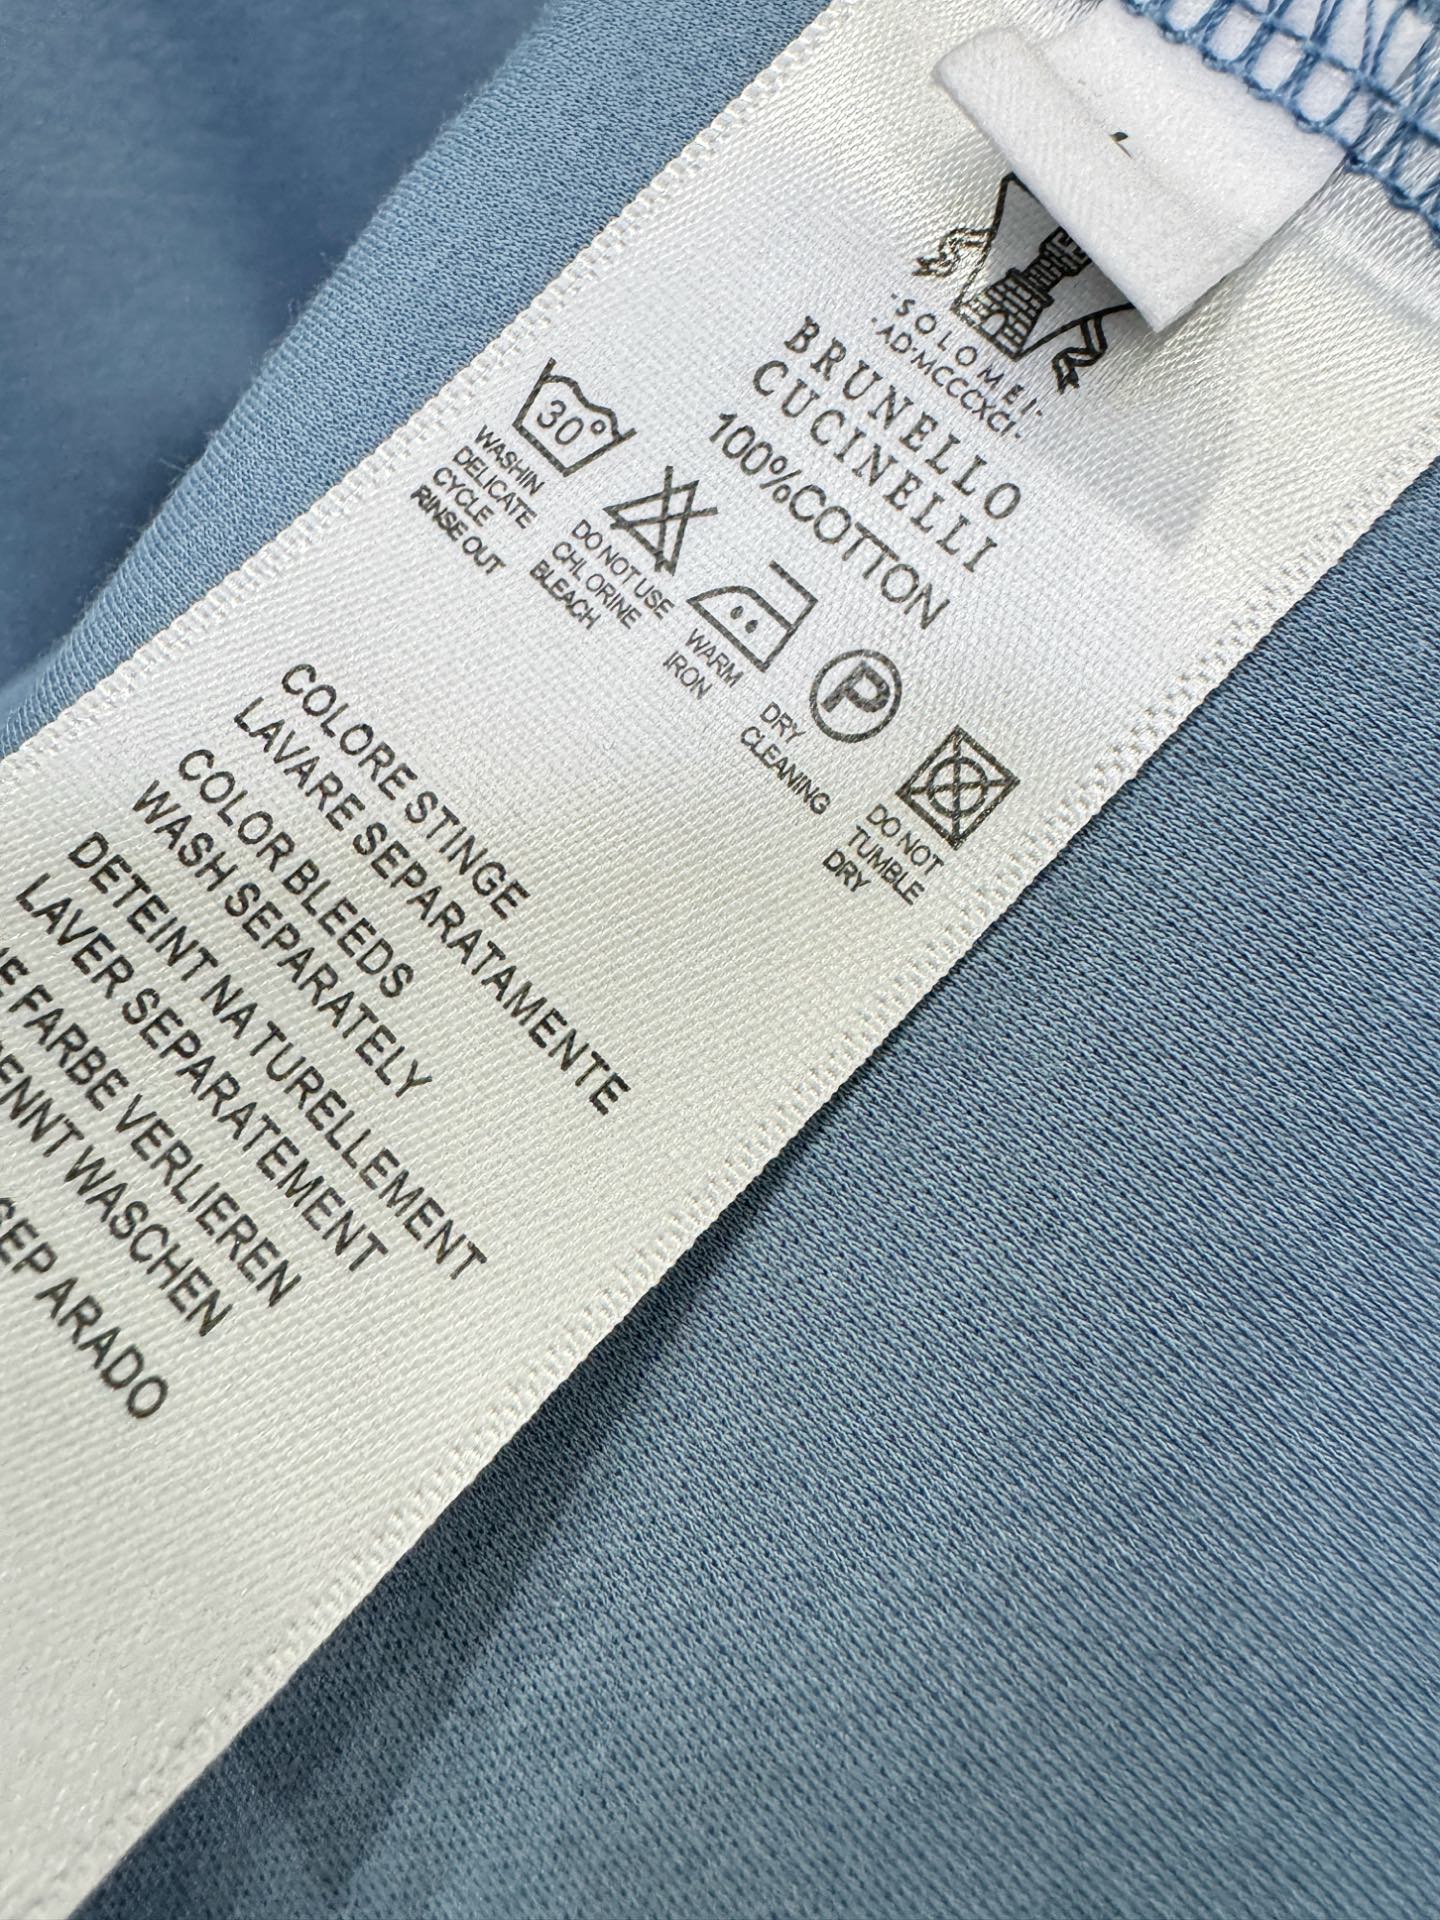 ·SOLOMEI·
·AD·MCCCXCI·
BRUNELLO
CUCINELLI
100%COTTON
30°
WASHIN
DELICATE
CYCLE
RINSE OUT
DO NOT USE
CHLORINE
BLEACH
WARM
IRON
P
DRY
CLEANING
DO NOT
TUMBLE
DRY
COLORE STINGE
LAVARE SEPARATAMENTE
COLOR BLEEDS
WASH SEPARATELY
DETEINT NA TURELLEMENT
LAVER SEPARATEMENT
FARBE VERLIEREN
WASCHEN
SEP ARADO